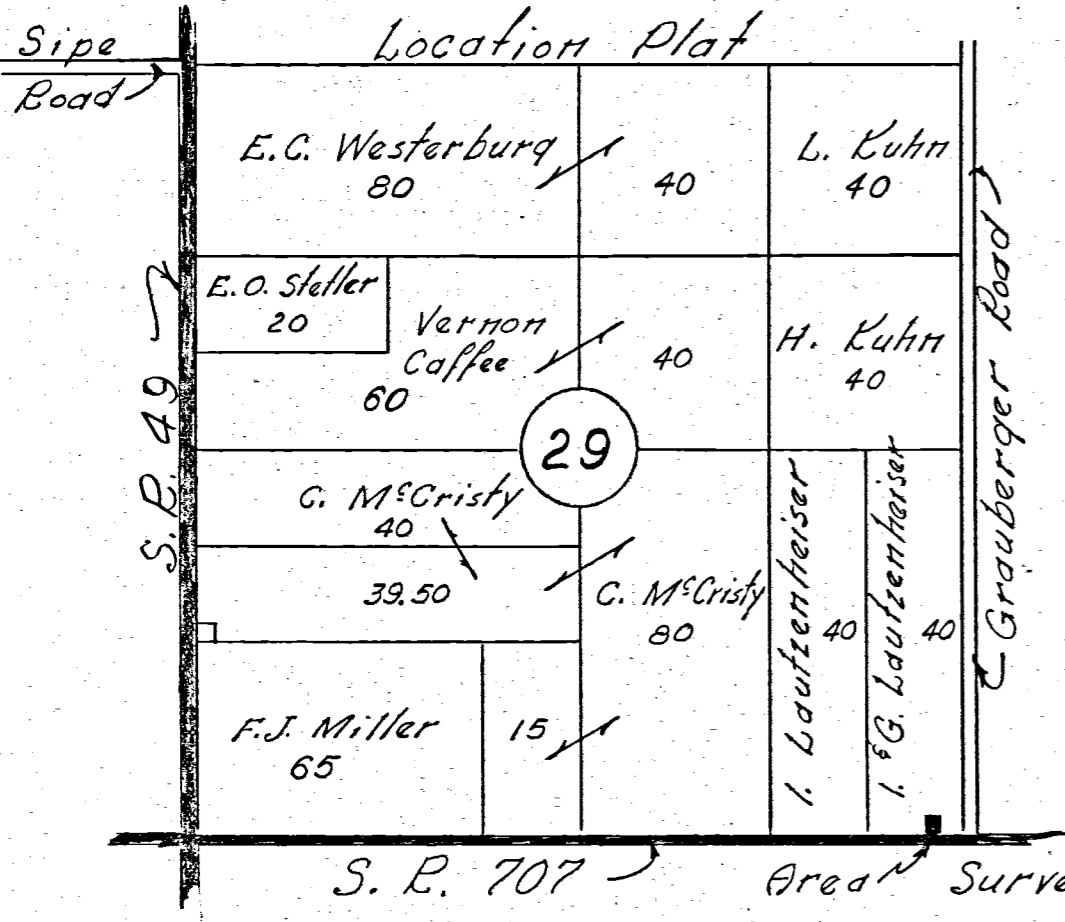 Location Plat
Sipe
Road
E.C. Westerburg
80
40
L. Kuhn
40
E.O. Stetler
20
Vernon
Caffee
60
40
H. Kuhn
40
S. R. 49
Grauberger Road
29
C. McCristy
40
39.50
C. McCristy
80
I. Lautzenheiser
40
I. & G. Lautzenheiser
40
F.J. Miller
65
15
S. R. 707
Area Surve